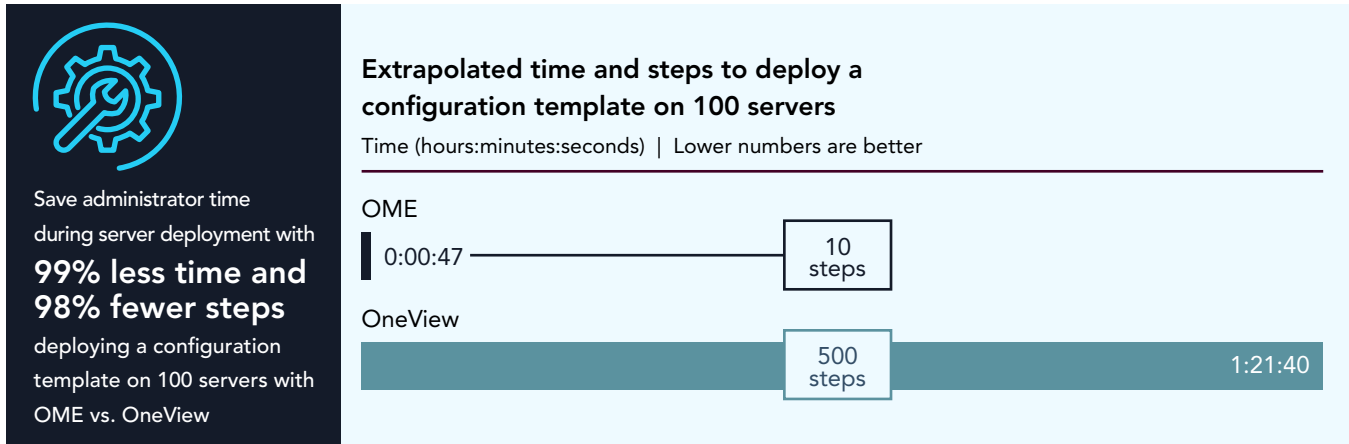 Save administrator time
during server deployment with
99% less time and
98% fewer steps
deploying a configuration
template on 100 servers with
OME vs. OneView
Extrapolated time and steps to deploy a
configuration template on 100 servers
Time (hours:minutes:seconds) | Lower numbers are better
OME
0:00:47
10
steps
OneView
500
steps
1:21:40